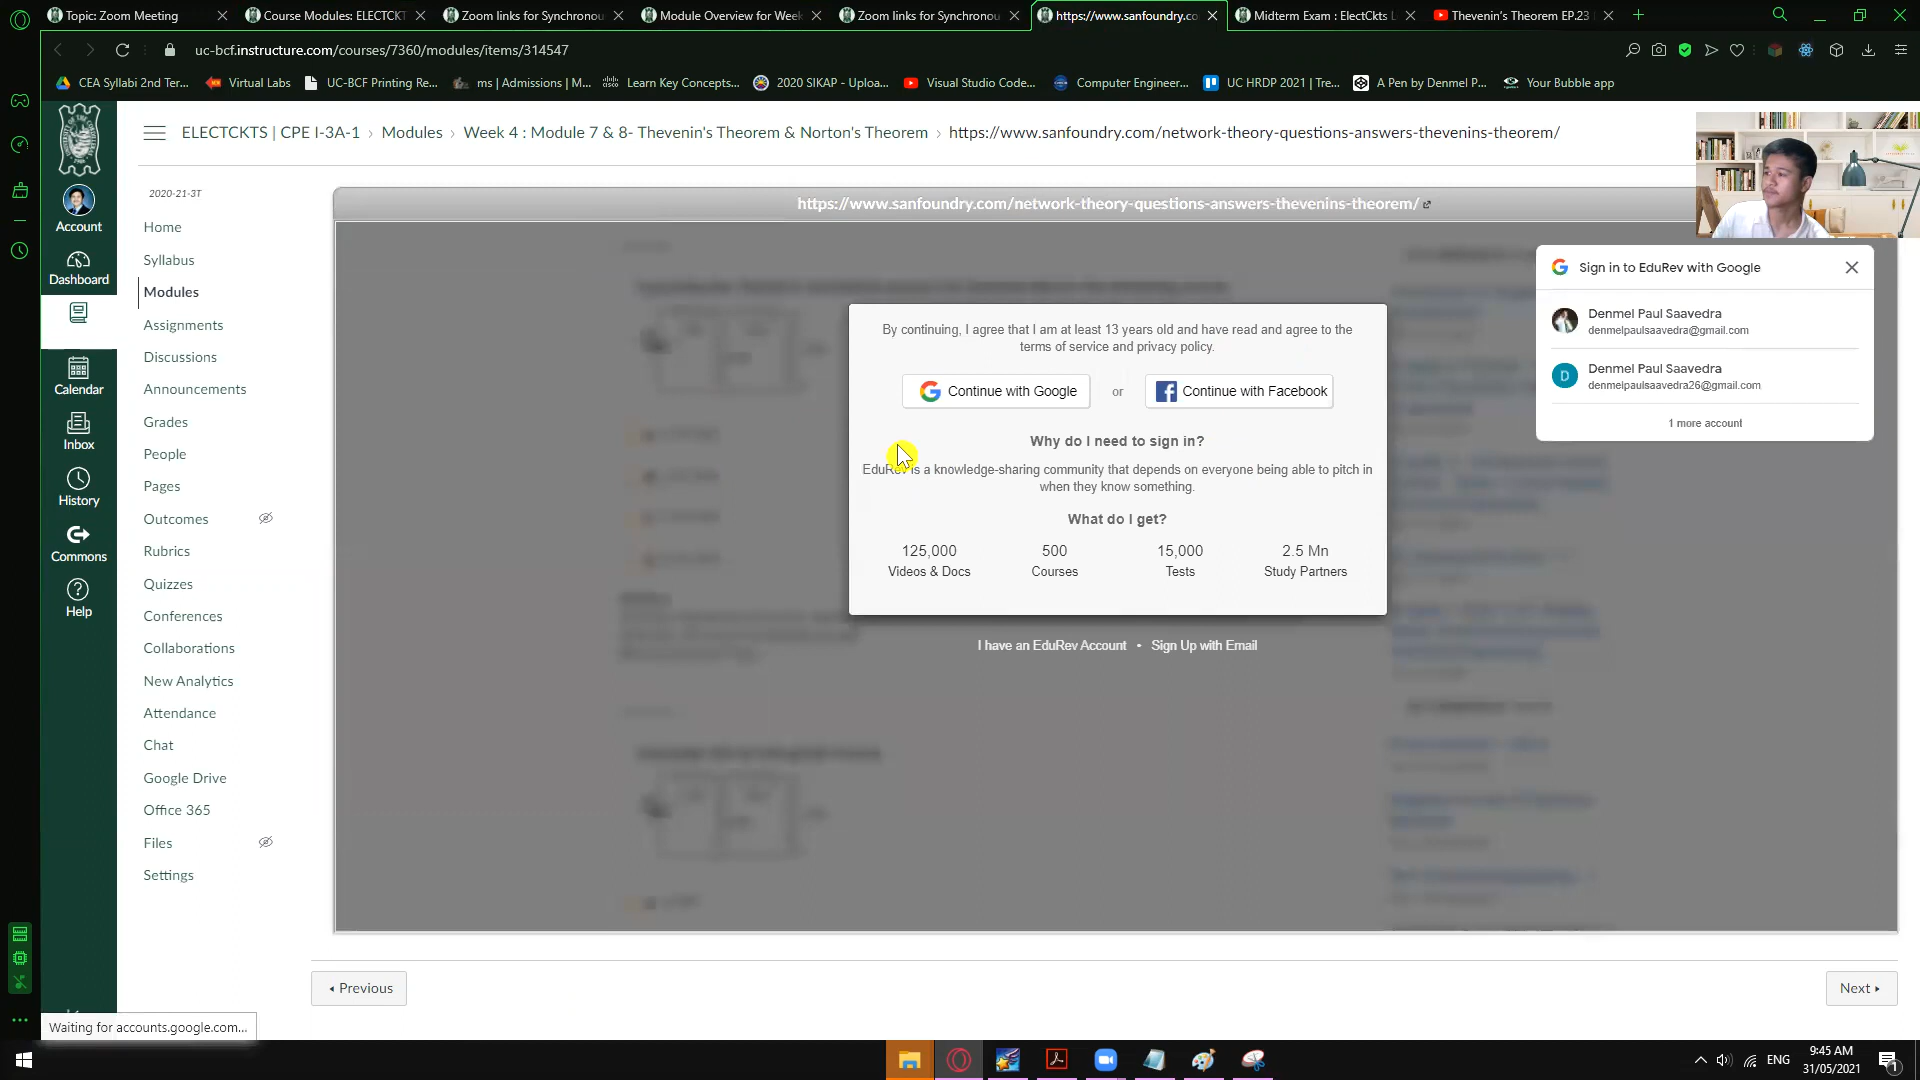 Topic: Zoom Meeting
Course Modules: ELECTCKT
Zoom links for Synchronou
Module Overview for Week
Zoom links for Synchronou
https://www.sanfoundry.co
Midterm Exam : ElectCkts
Thevenin's Theorem EP.23
uc-bcf.instructure.com/courses/7360/modules/items/314547
CEA Syllabi 2nd Ter...
Virtual Labs
UC-BCF Printing Re...
ms | Admissions | M...
Learn Key Concepts...
2020 SIKAP - Uploa...
Visual Studio Code...
Computer Engineer...
UC HRDP 2021 | Tre...
A Pen by Denmel P...
Your Bubble app
ELECTCKTS | CPE I-3A-1 › Modules › Week 4 : Module 7 & 8- Thevenin's Theorem & Norton's Theorem › https://www.sanfoundry.com/network-theory-questions-answers-thevenins-theorem/
Account
Dashboard
Calendar
Inbox
History
Commons
Help
2020-21-3T
Home
Syllabus
Modules
Assignments
Discussions
Announcements
Grades
People
Pages
Outcomes
Rubrics
Quizzes
Conferences
Collaborations
New Analytics
Attendance
Chat
Google Drive
Office 365
Files
Settings
https://www.sanfoundry.com/network-theory-questions-answers-thevenins-theorem/
By continuing, I agree that I am at least 13 years old and have read and agree to the
terms of service and privacy policy.
Continue with Google
or
Continue with Facebook
Why do I need to sign in?
EduRev is a knowledge-sharing community that depends on everyone being able to pitch in
when they know something.
What do I get?
125,000 500 15,000 2.5 Mn
Videos & Docs Courses Tests Study Partners
I have an EduRev Account • Sign Up with Email
Sign in to EduRev with Google
Denmel Paul Saavedra
denmelpaulsaavedra@gmail.com
D
Denmel Paul Saavedra
denmelpaulsaavedra26@gmail.com
1 more account
Previous
Next
Waiting for accounts.google.com...
ENG
9:45 AM
31/05/2021
1